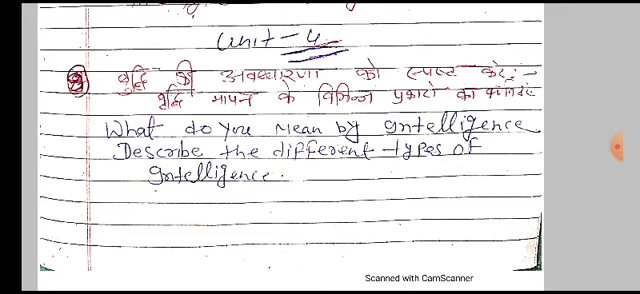 Unit - 4
बुद्धि की अवधारणा को स्पष्ट करें :-
बुद्धि मापन के विभिन्न प्रकारों का
What do you Mean by Intelligence
Describe the different types of
Intelligence.
Scanned with CamScanner